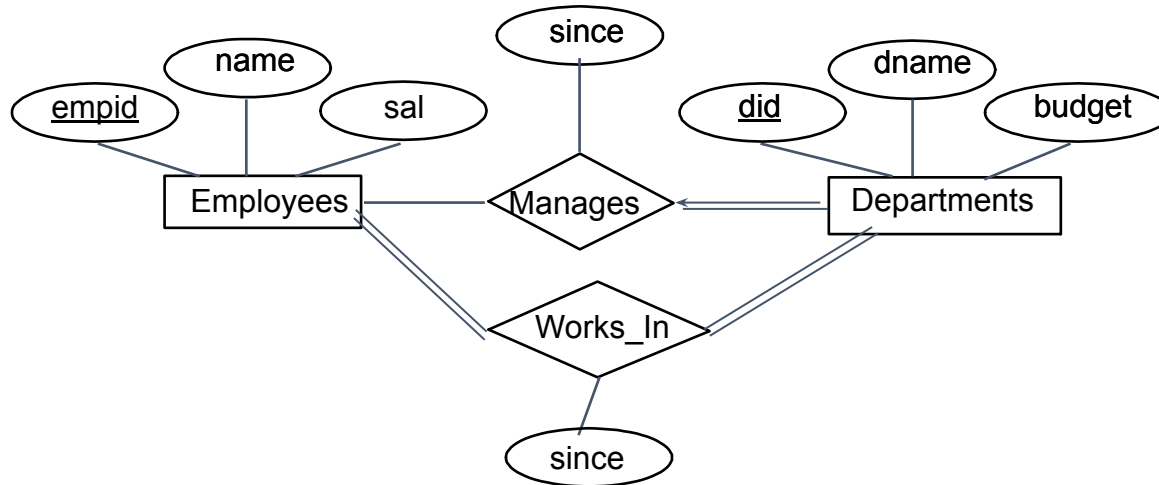 since
name
dname
empid
sal
did
budget
Employees
Manages
Departments
Works_In
since